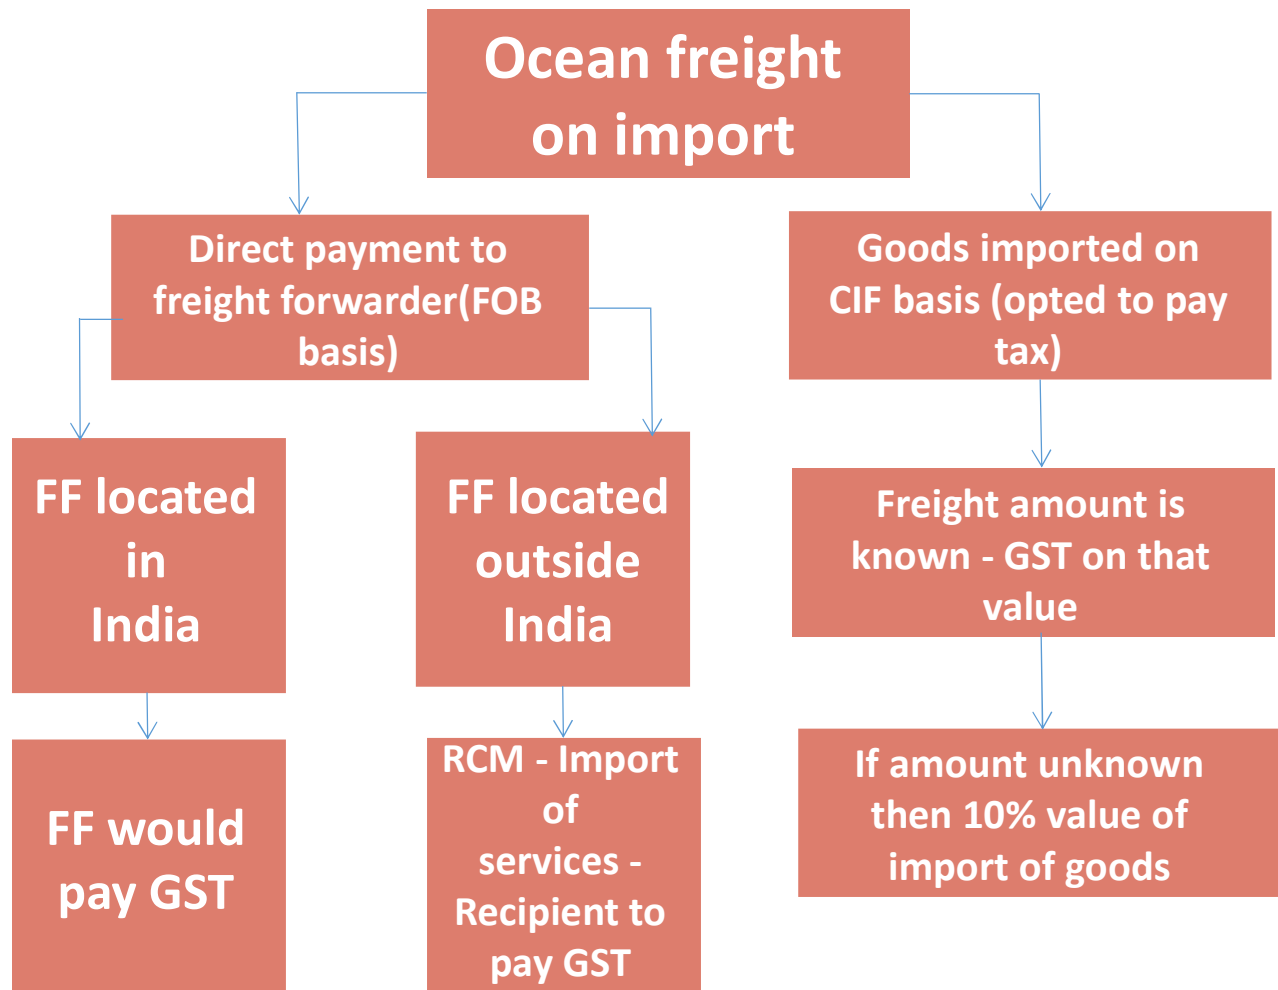 Ocean freight
on import
Direct payment to
freight forwarder(FOB
basis)
Goods imported on
CIF basis (opted to pay
tax)
FF located
in
India
FF located
outside
India
Freight amount is
known - GST on that
value
FF would
pay GST
RCM - Import
of
services -
Recipient to
pay GST
If amount unknown
then 10% value of
import of goods